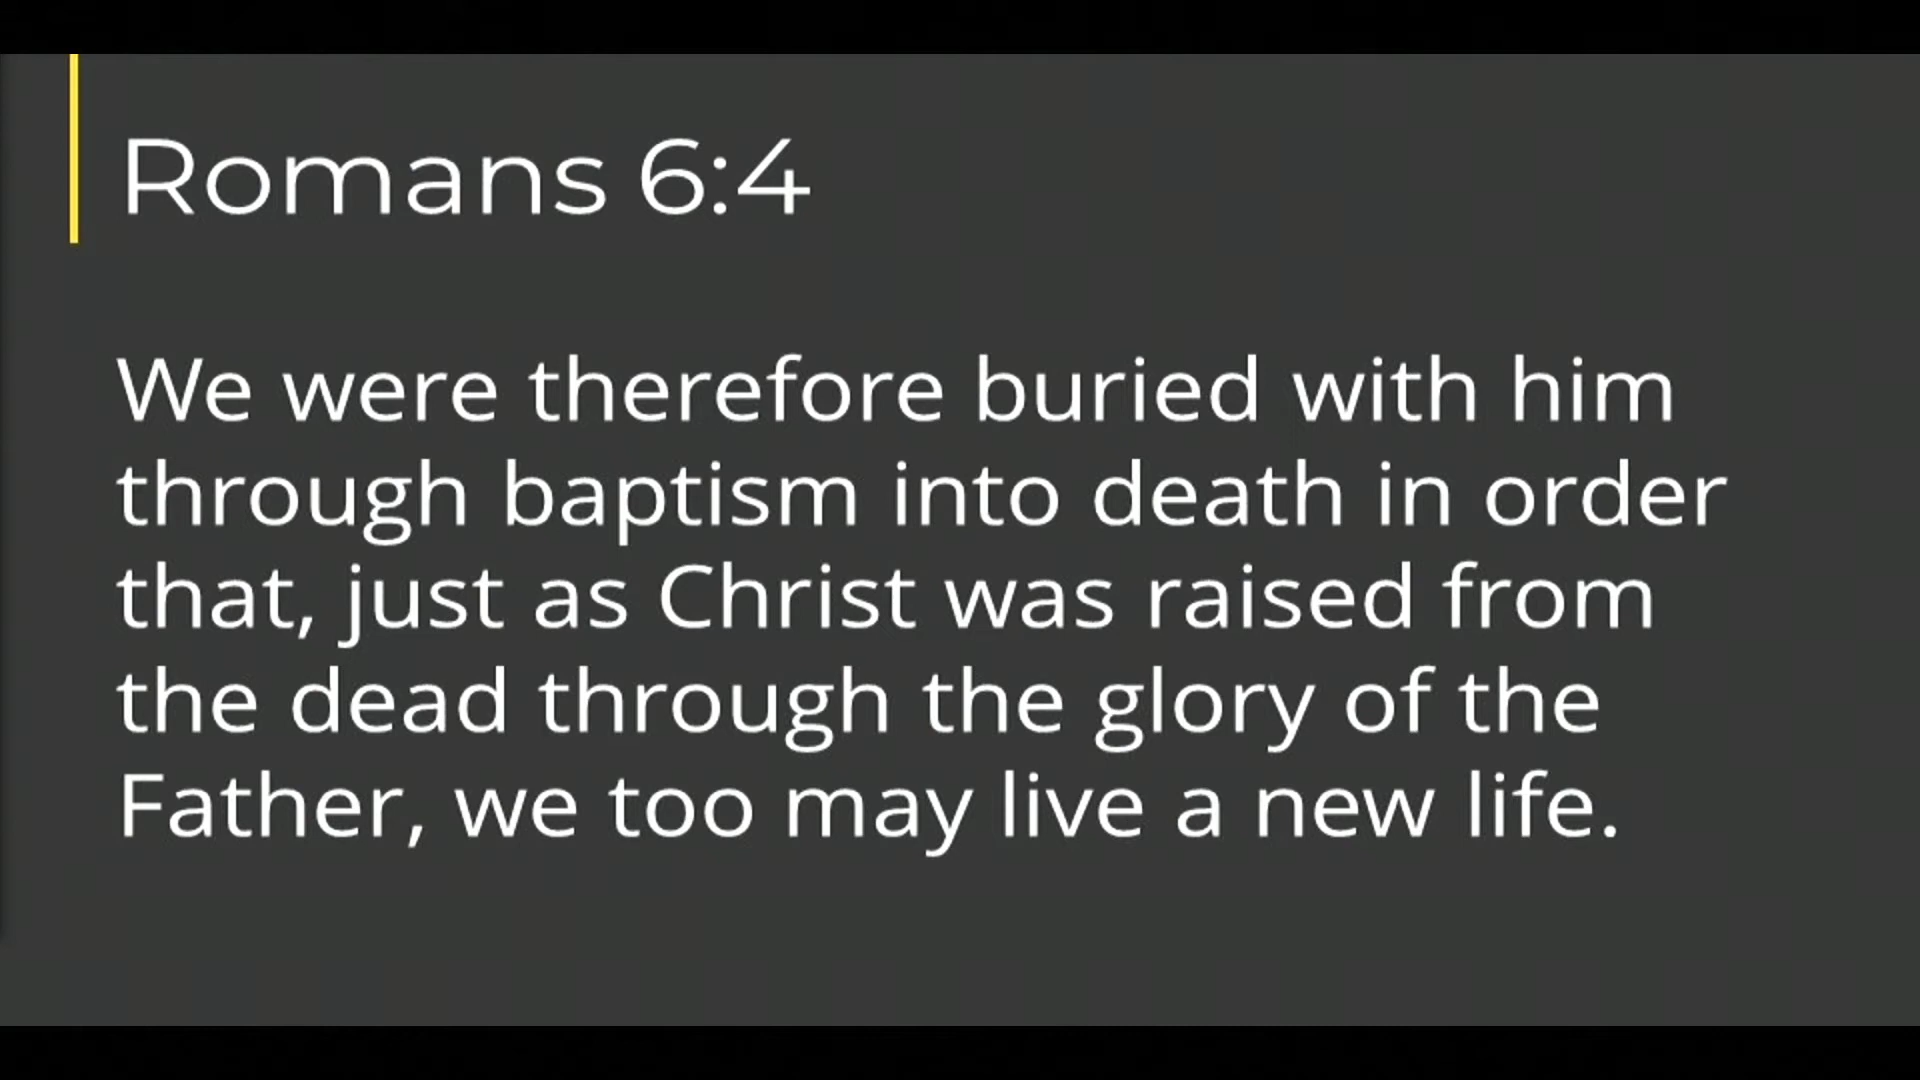 Romans 6:4
We were therefore buried with him
through baptism into death in order
that, just as Christ was raised from
the dead through the glory of the
Father, we too may live a new life.